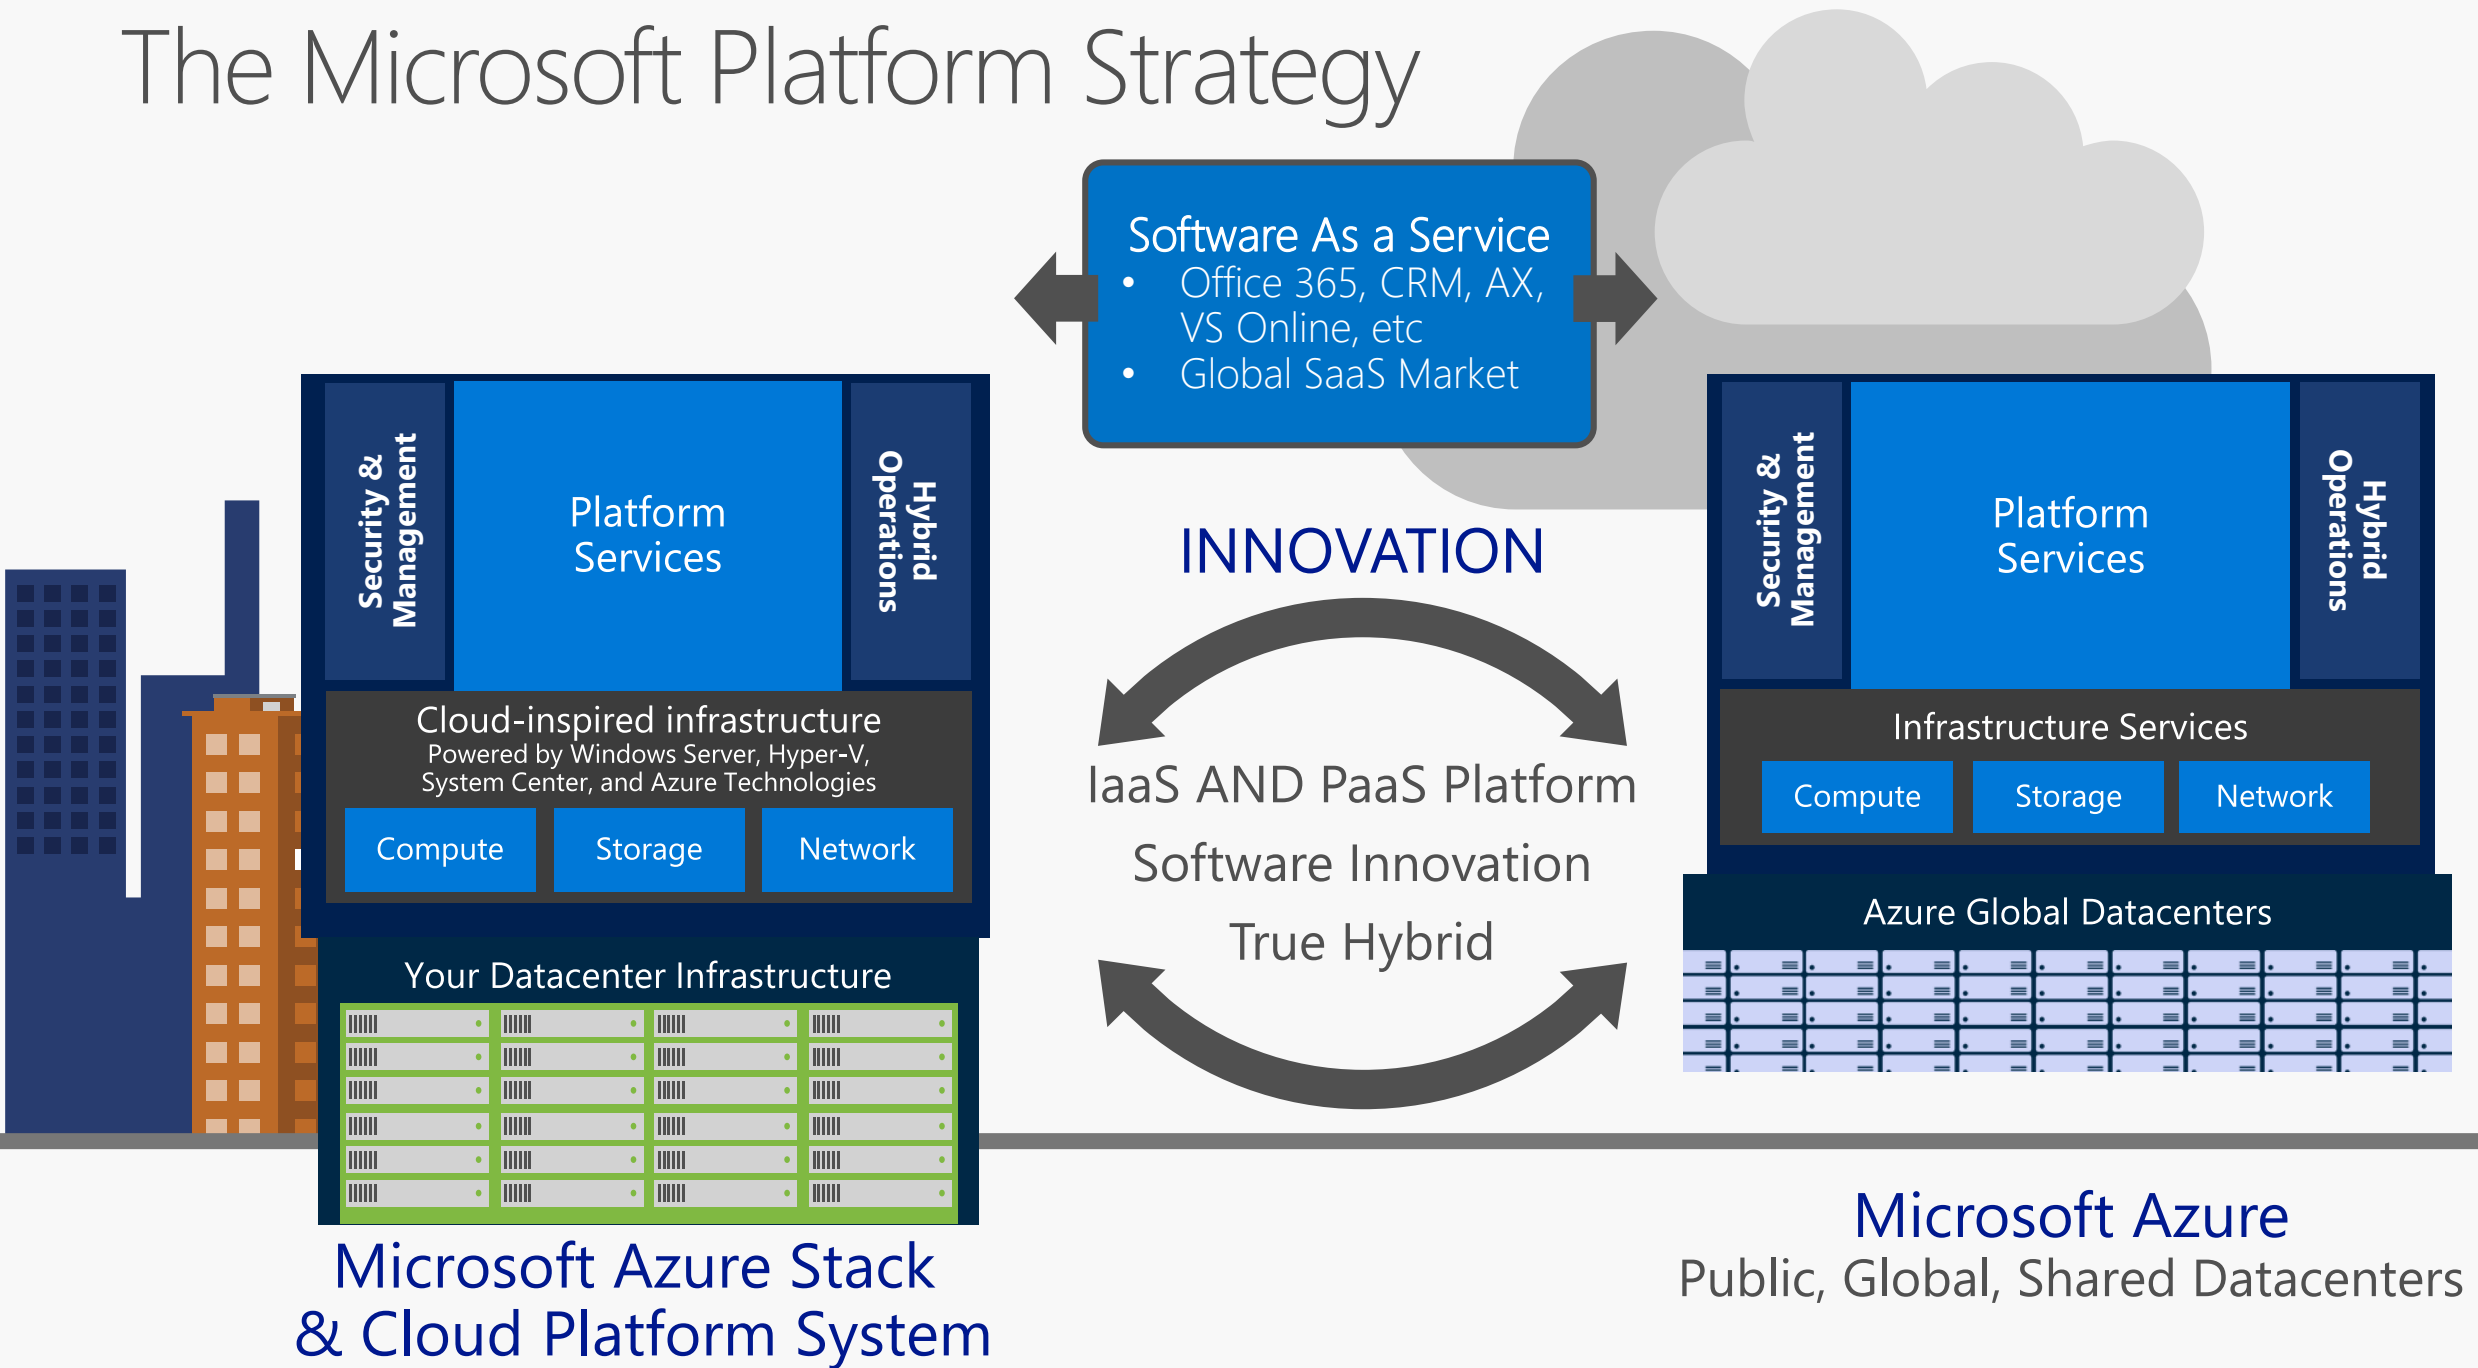 The Microsoft Platform Strategy
Software As a Service
• Office 365, CRM, AX,
VS Online, etc
• Global SaaS Market
Security &
Management
Platform
Services
Hybrid
Operations
Cloud-inspired infrastructure
Powered by Windows Server, Hyper-V,
System Center, and Azure Technologies
Compute
Storage
Network
Your Datacenter Infrastructure
Microsoft Azure Stack
& Cloud Platform System
INNOVATION
IaaS AND PaaS Platform
Software Innovation
True Hybrid
Security &
Management
Platform
Services
Hybrid
Operations
Infrastructure Services
Compute
Storage
Network
Azure Global Datacenters
Microsoft Azure
Public, Global, Shared Datacenters